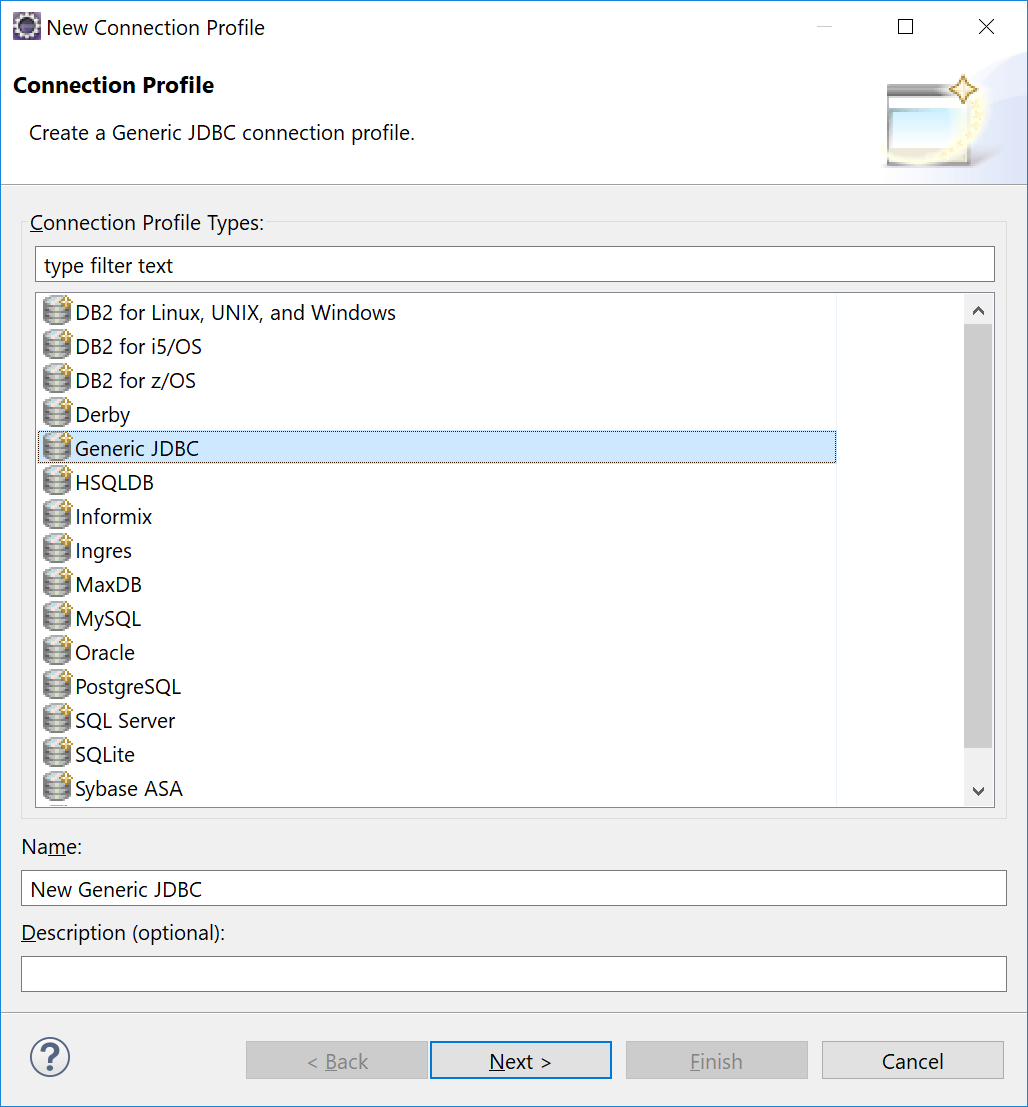 New Connection Profile
Connection Profile
Create a Generic JDBC connection profile.
Connection Profile Types:
type filter text
DB2 for Linux, UNIX, and Windows
DB2 for i5/OS
DB2 for z/OS
Derby
Generic JDBC
HSQLDB
Informix
Ingres
MaxDB
MySQL
Oracle
PostgreSQL
SQL Server
SQLite
Sybase ASA
Name:
New Generic JDBC
Description (optional):
? < Back Next > Finish Cancel